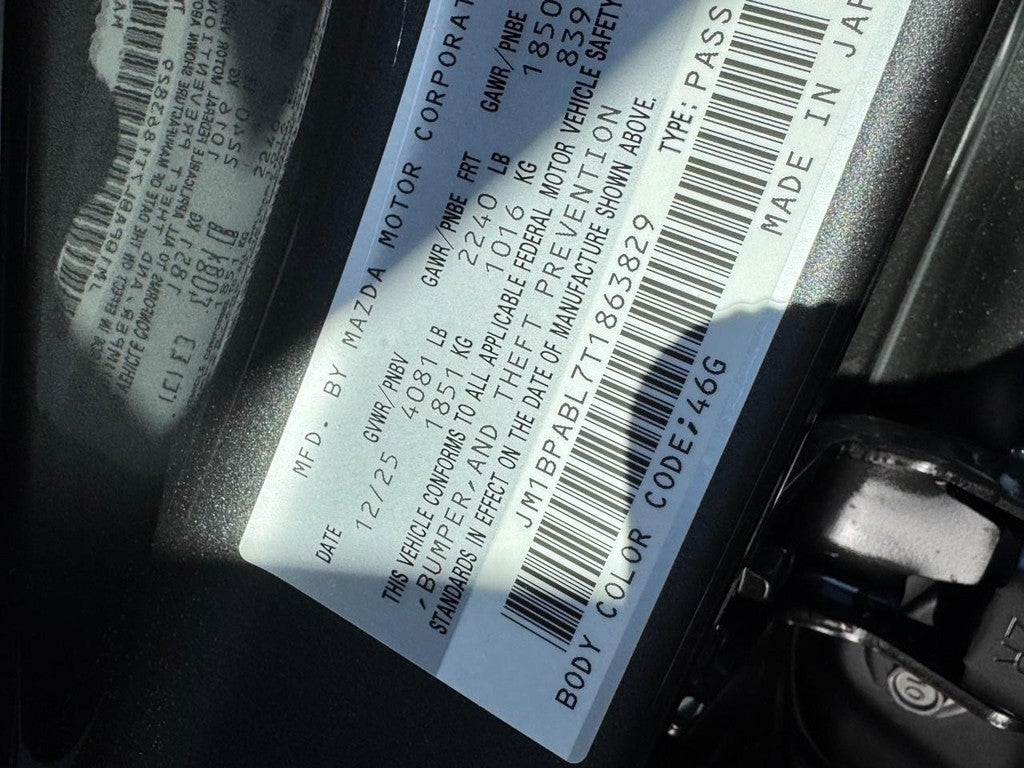 MFD. BY MAZDA MOTOR CORPORAT
DATE GVWR/PNBV GAWR/PNBE FRT GAWR/PNBE
12/25 4081 LB 2240 LB 1850
1851 KG 1016 KG 839
THIS VEHICLE CONFORMS TO ALL APPLICABLE FEDERAL MOTOR VEHICLE SAFETY
,BUMPER,AND THEFT PREVENTION
STANDARDS IN EFFECT ON THE DATE OF MANUFACTURE SHOWN ABOVE.
JM1BPABL7T1863829 TYPE: PASS
BODY COLOR CODE;46G MADE IN JAP